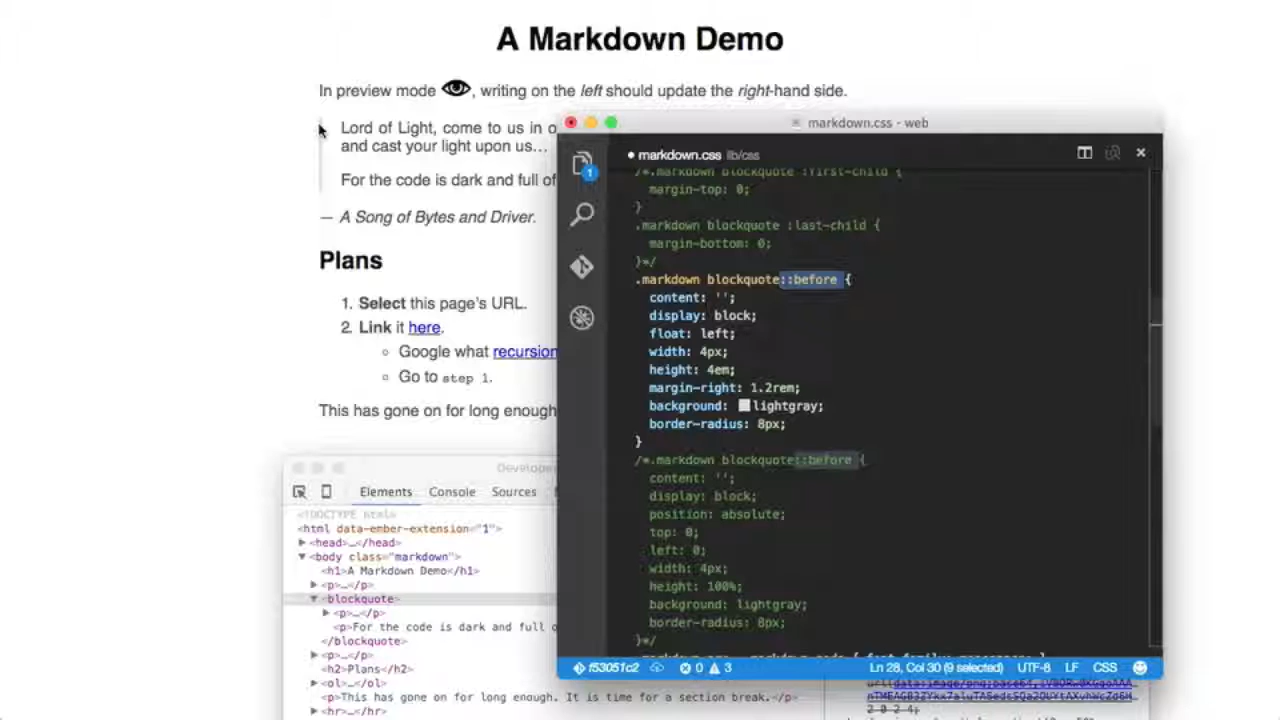 A Markdown Demo
In preview mode , writing on the left should update the right-hand side.
Lord of Light, come to us in o
and cast your light upon us…
For the code is dark and full of
— A Song of Bytes and Driver.
Plans
1. Select this page's URL.
2. Link it here.
Google what recursion
Go to step 1.
This has gone on for long enough
markdown.css - web
markdown.css lib/css
1
/*.markdown blockquote :first-child {
margin-top: 0;
}
.markdown blockquote :last-child {
margin-bottom: 0;
}*/
.markdown blockquote::before {
content: '';
display: block;
float: left;
width: 4px;
height: 4em;
margin-right: 1.2rem;
background: lightgray;
border-radius: 8px;
}
/*.markdown blockquote::before {
content: '';
display: block;
position: absolute;
top: 0;
left: 0;
width: 4px;
height: 100%;
background: lightgray;
border-radius: 8px;
}*/
f53051c2 0 3 Ln 28, Col 30 (9 selected) UTF-8 LF CSS
Developer
Elements Console Sources
<!DOCTYPE html>
<html data-ember-extension="1">
<head>…</head>
<body class="markdown">
<h1>A Markdown Demo</h1>
<p>…</p>
<blockquote>
<p>…</p>
<p>For the code is dark and full o
</blockquote>
<p>…</p>
<h2>Plans</h2>
<ol>…</ol>
<p>This has gone on for long enough. It is time for a section break.</p>
<hr>